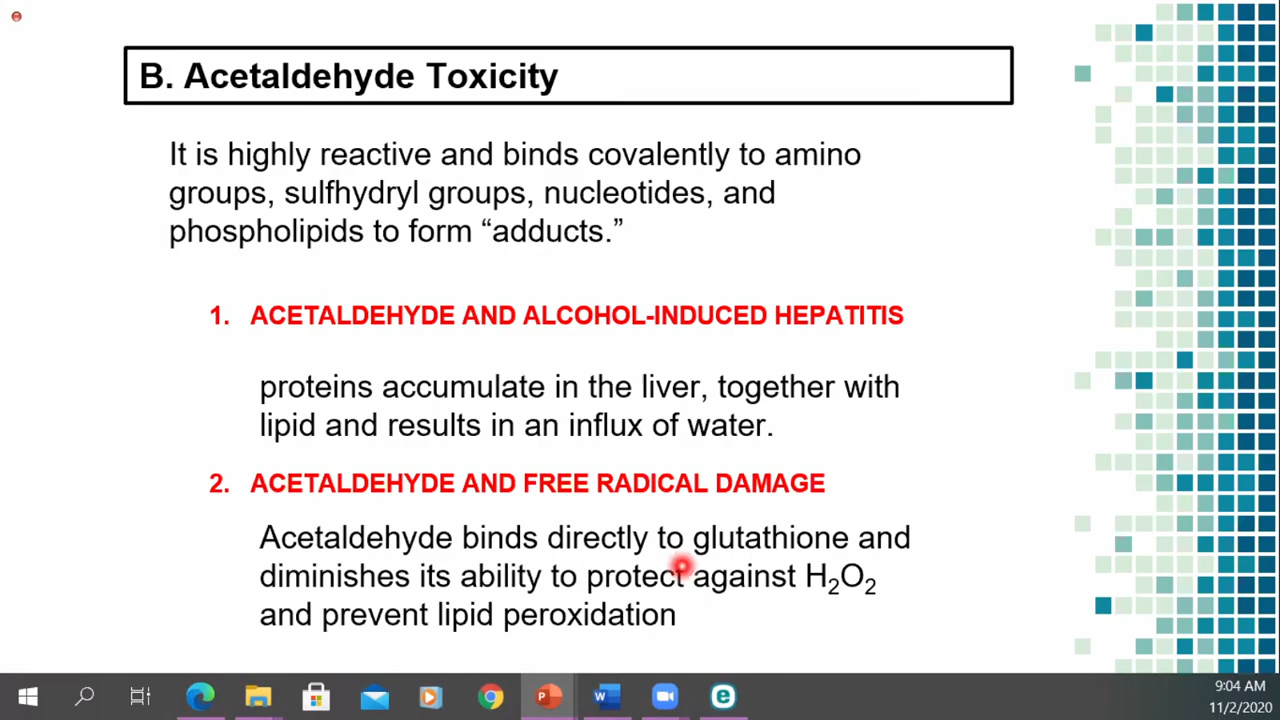 B. Acetaldehyde Toxicity
It is highly reactive and binds covalently to amino
groups, sulfhydryl groups, nucleotides, and
phospholipids to form “adducts.”
1. ACETALDEHYDE AND ALCOHOL-INDUCED HEPATITIS
proteins accumulate in the liver, together with
lipid and results in an influx of water.
2. ACETALDEHYDE AND FREE RADICAL DAMAGE
Acetaldehyde binds directly to glutathione and
diminishes its ability to protect against H₂O₂
and prevent lipid peroxidation
9:04 AM
11/2/2020